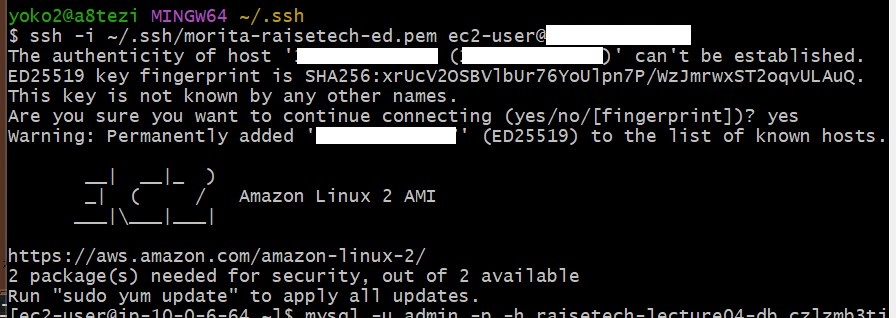 yoko2@a8tezi MINGW64 ~/.ssh
$ ssh -i ~/.ssh/morita-raisetech-ed.pem ec2-user@
The authenticity of host ' ( )' can't be established.
ED25519 key fingerprint is SHA256:xrUcV2OSBVlbUr76YoUlpn7P/WzJmrwxST2oqvULAuQ.
This key is not known by any other names.
Are you sure you want to continue connecting (yes/no/[fingerprint])? yes
Warning: Permanently added ' ' (ED25519) to the list of known hosts.
__|  __|_  )
_|  (     /   Amazon Linux 2 AMI
___|\___|___|
https://aws.amazon.com/amazon-linux-2/
2 package(s) needed for security, out of 2 available
Run "sudo yum update" to apply all updates.
[ec2-user@ip-10-0-6-64 ~]$ mysql -u admin -p -h raisetech-lecture04-db.czlzmb3ti